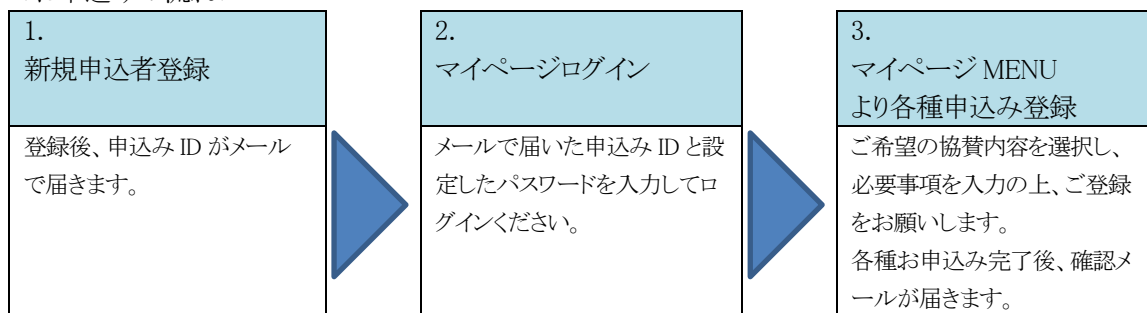 1.
新規申込者登録
登録後、申込み ID がメール
で届きます。
2.
マイページログイン
メールで届いた申込み ID と設
定したパスワードを入力してロ
グインください。
3.
マイページ MENU
より各種申込み登録
ご希望の協賛内容を選択し、
必要事項を入力の上、ご登録
をお願いします。
各種お申込み完了後、確認メ
ールが届きます。